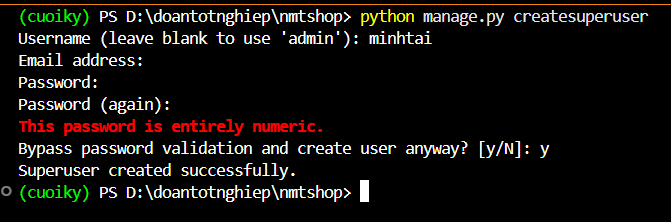 (cuoiky) PS D:\doantotnghiep\nmtshop> python manage.py createsuperuser
Username (leave blank to use 'admin'): minhtai
Email address:
Password:
Password (again):
This password is entirely numeric.
Bypass password validation and create user anyway? [y/N]: y
Superuser created successfully.
(cuoiky) PS D:\doantotnghiep\nmtshop>